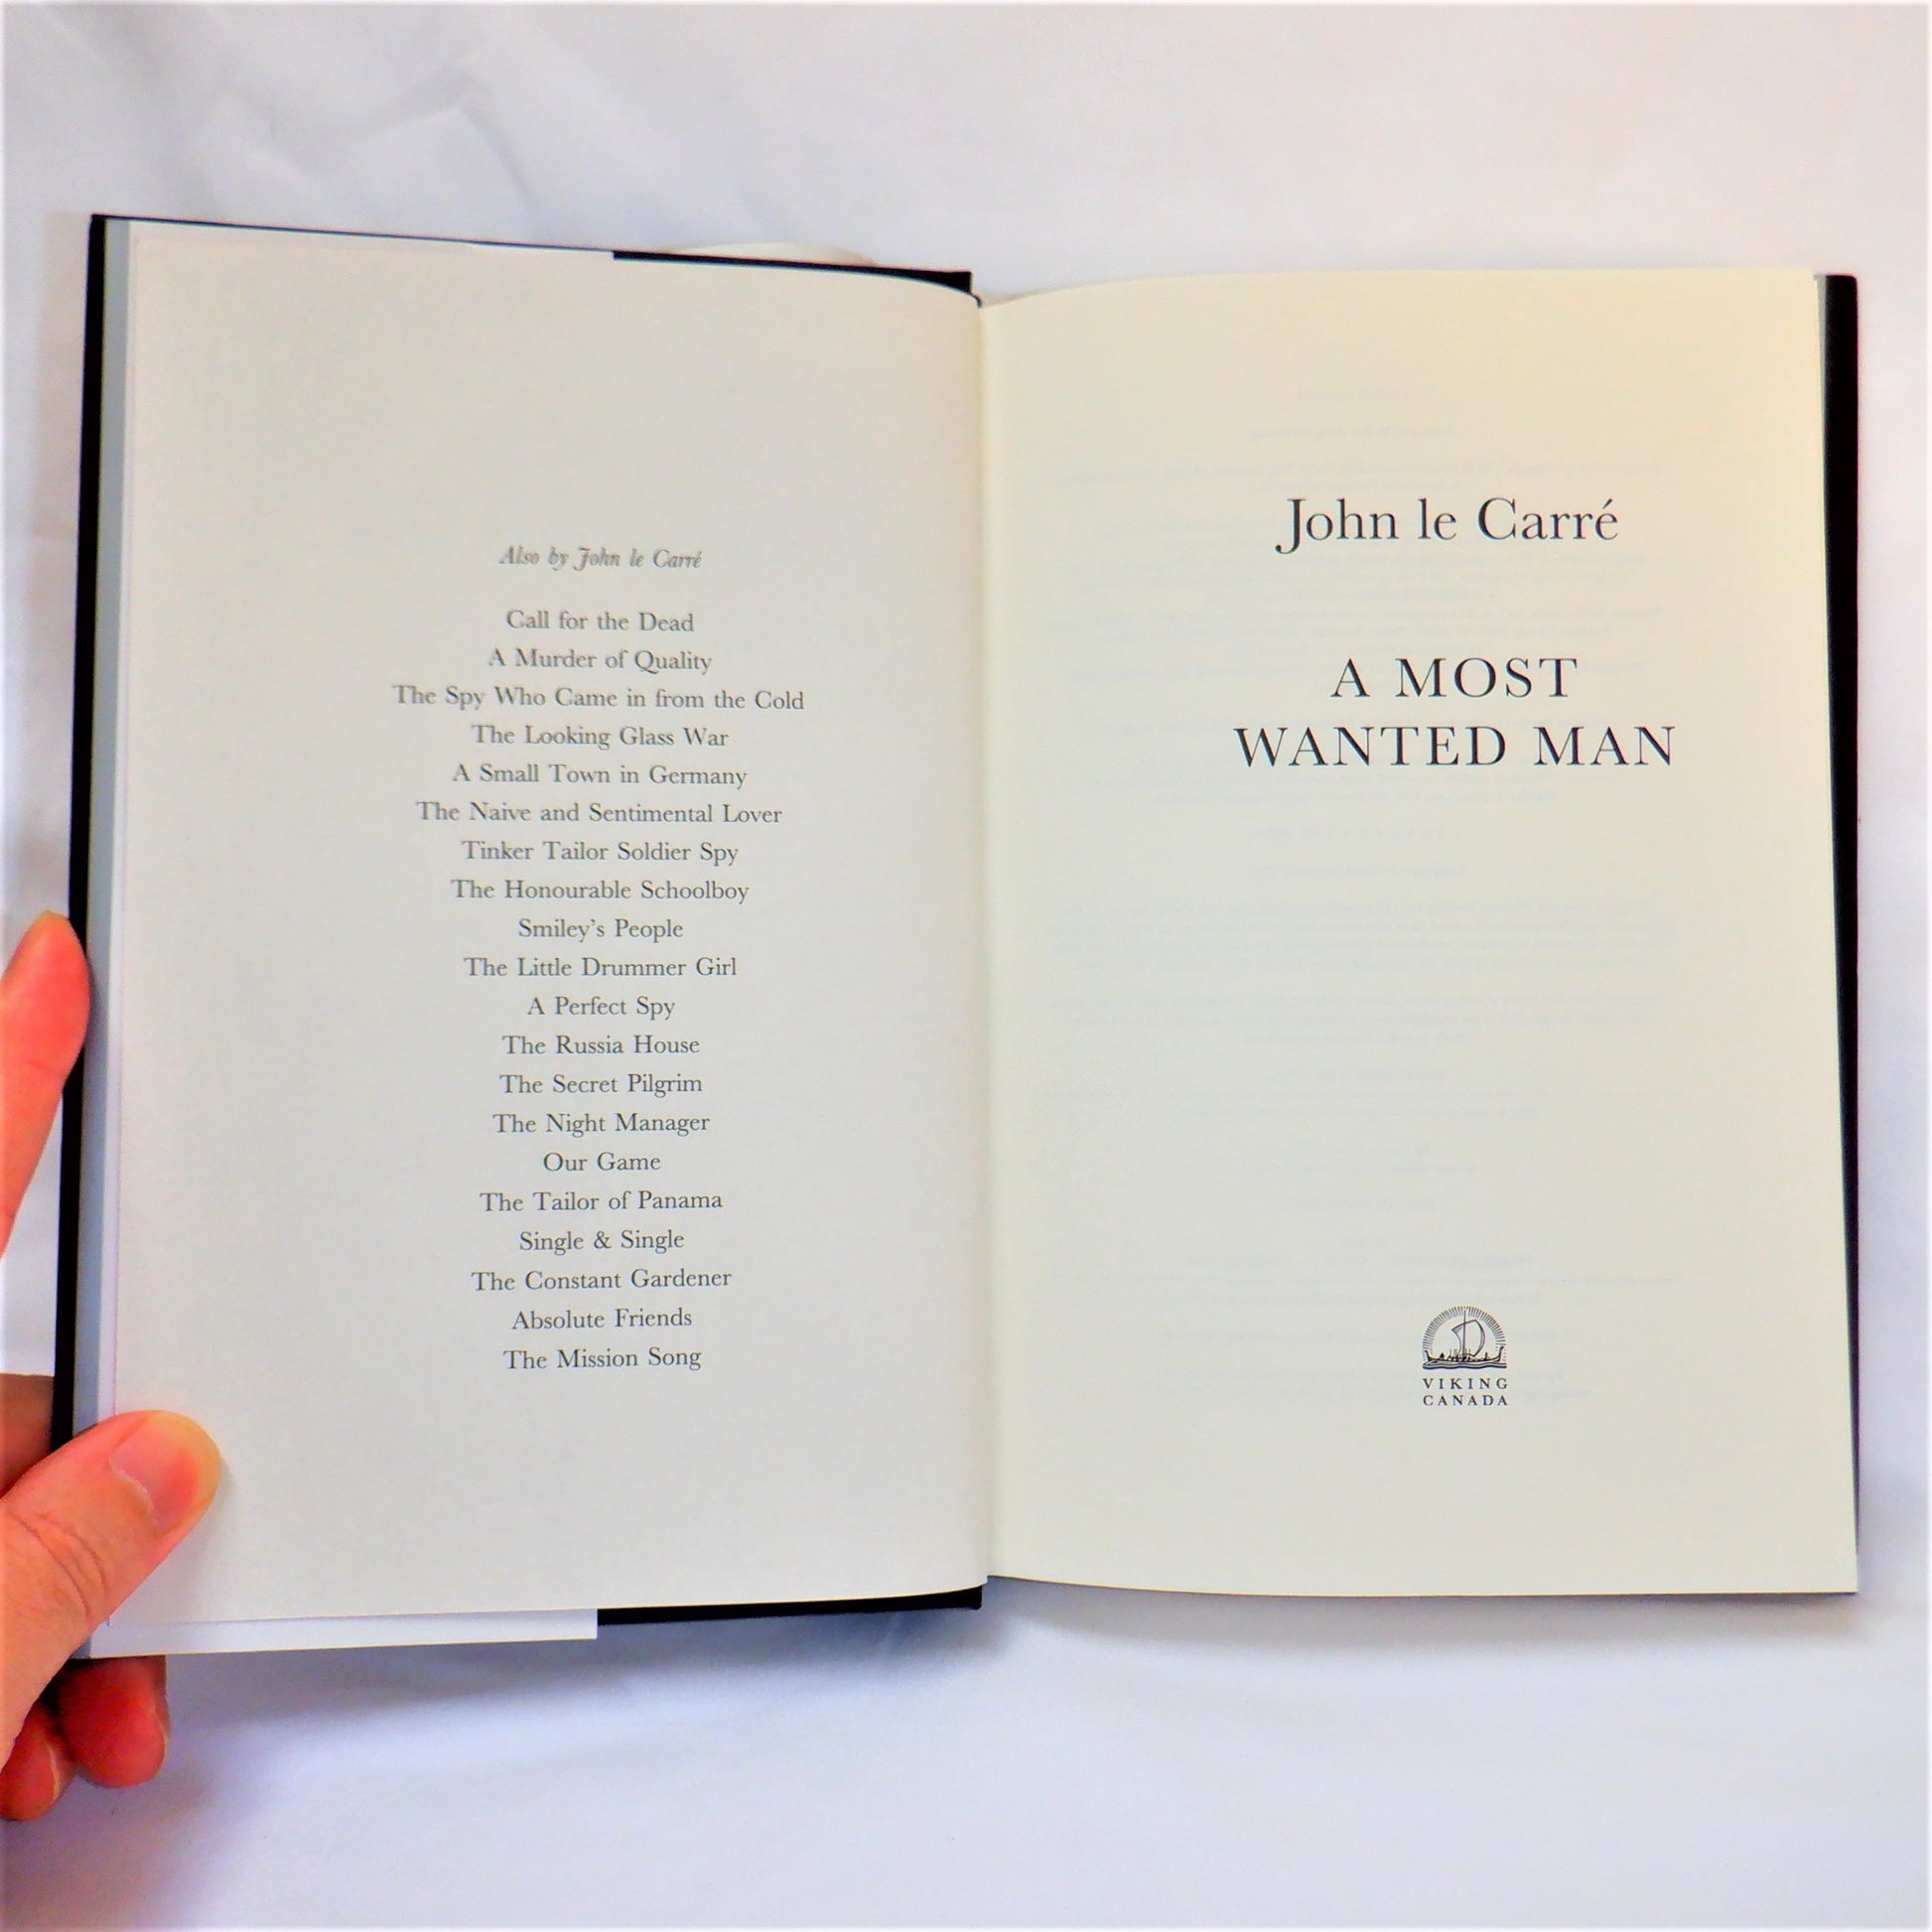 Also by John le Carré
Call for the Dead
A Murder of Quality
The Spy Who Came in from the Cold
The Looking Glass War
A Small Town in Germany
The Naive and Sentimental Lover
Tinker Tailor Soldier Spy
The Honourable Schoolboy
Smiley's People
The Little Drummer Girl
A Perfect Spy
The Russia House
The Secret Pilgrim
The Night Manager
Our Game
The Tailor of Panama
Single & Single
The Constant Gardener
Absolute Friends
The Mission Song
John le Carré
A MOST
WANTED MAN
VIKING
CANADA